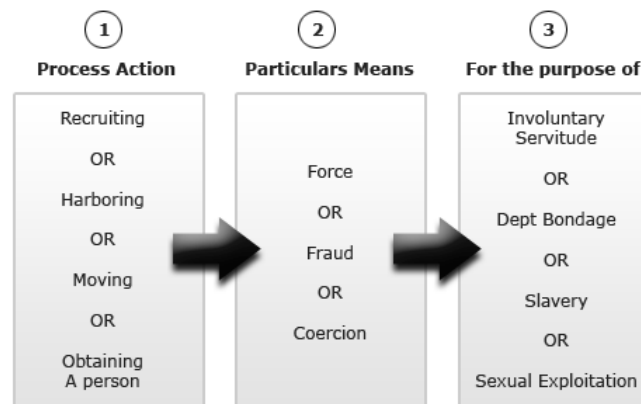 1
Process Action
Recruiting
OR
Harboring
OR
Moving
OR
Obtaining
A person
2
Particulars Means
Force
OR
Fraud
OR
Coercion
3
For the purpose of
Involuntary
Servitude
OR
Dept Bondage
OR
Slavery
OR
Sexual Exploitation